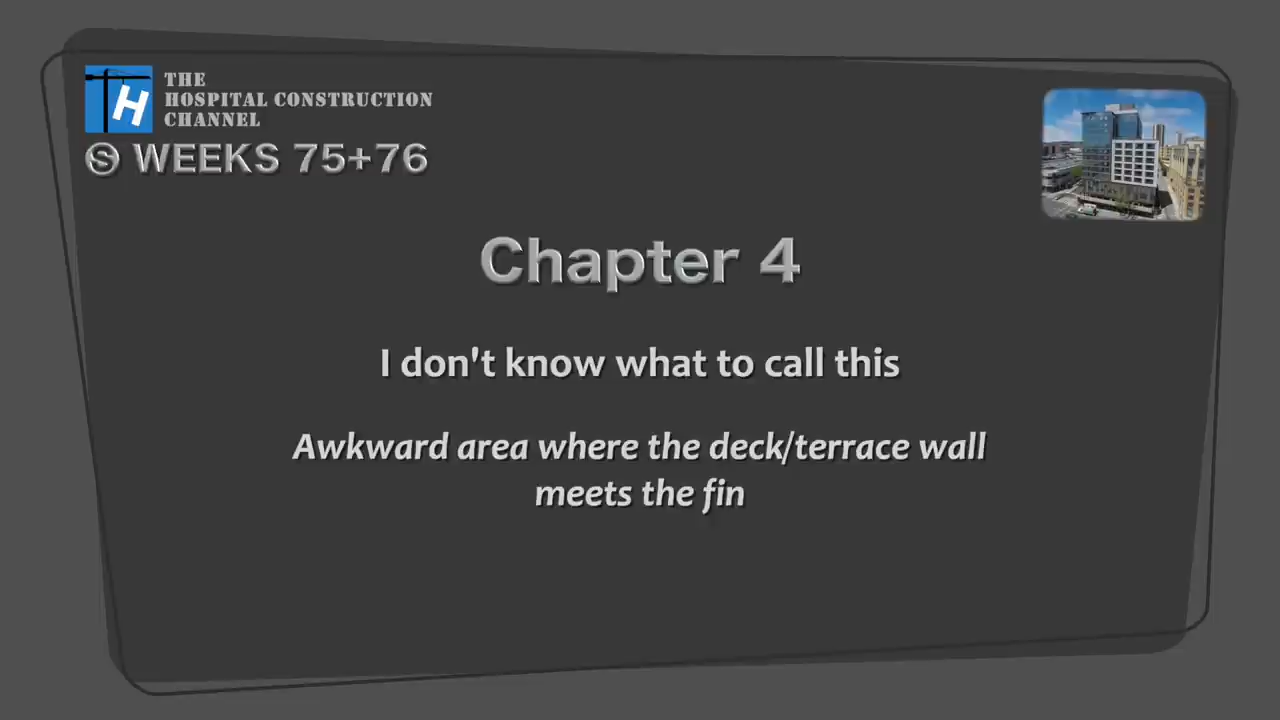 THE
HOSPITAL CONSTRUCTION
CHANNEL
H
Ⓢ WEEKS 75+76
Chapter 4
I don't know what to call this
Awkward area where the deck/terrace wall
meets the fin